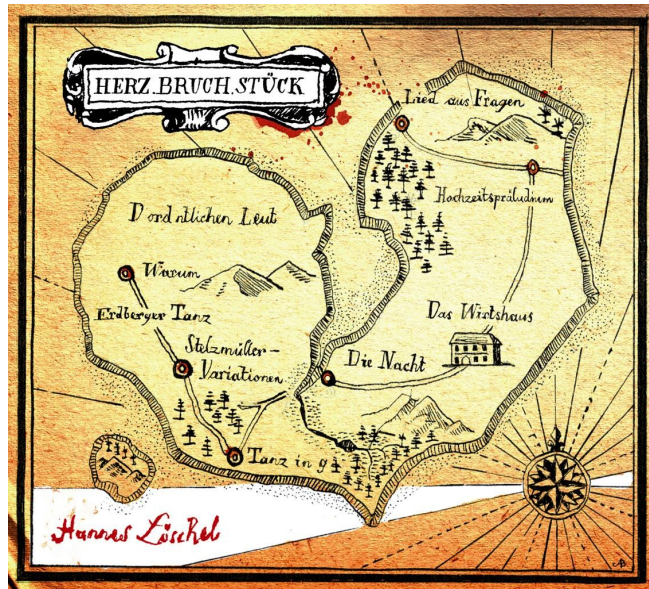 HERZ.BRUCH.STÜCK
Lied aus Fragen
Hochzeitspräludium
D'ordntlichen Leut
Warum
Erdberger Tanz
Das Wirtshaus
Stelzmüller-
Variationen
Die Nacht
Tanz in g
Hannes Löschel